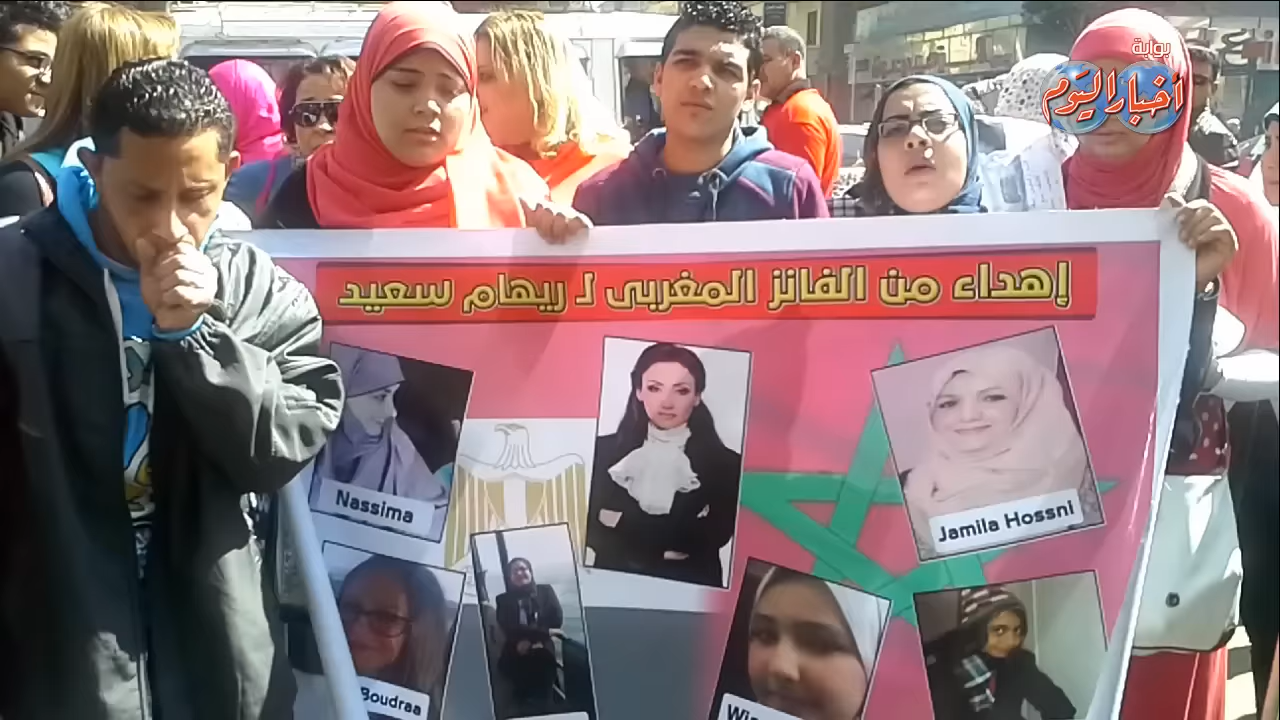 بوابة
أخبار اليوم
إهداء من الفانز المغربى لـ ريهام سعيد
Nassima
Jamila Hossni
Boudraa